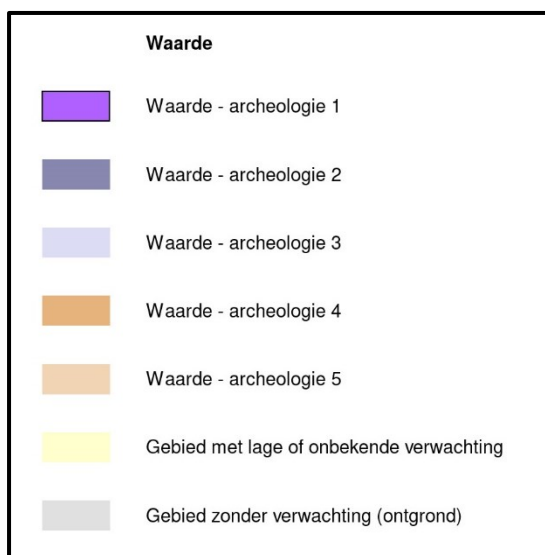 Waarde
Waarde - archeologie 1
Waarde - archeologie 2
Waarde - archeologie 3
Waarde - archeologie 4
Waarde - archeologie 5
Gebied met lage of onbekende verwachting
Gebied zonder verwachting (ontgrond)